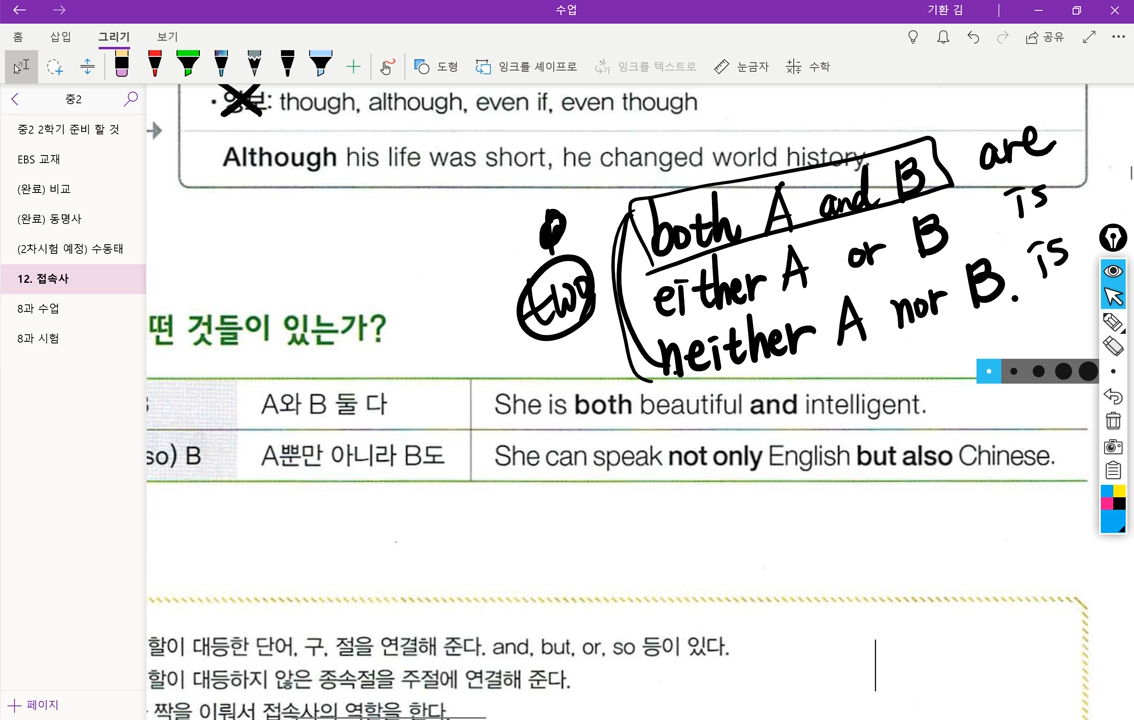 수업
기환 김
홈 삽입 그리기 보기
공유
도형 잉크를 셰이프로 잉크를 텍스트로 눈금자 수학
중2
중2 2학기 준비 할 것
EBS 교재
(완료) 비교
(완료) 동명사
(2차시험 예정) 수동태
12. 접속사
8과 수업
8과 시험
페이지
• 양보: though, although, even if, even though
Although his life was short, he changed world history.
both A and B are
either A or B is
neither A nor B. is
two
떤 것들이 있는가?
A와 B 둘 다 She is both beautiful and intelligent.
so) B A뿐만 아니라 B도 She can speak not only English but also Chinese.
할이 대등한 단어, 구, 절을 연결해 준다. and, but, or, so 등이 있다.
할이 대등하지 않은 종속절을 주절에 연결해 준다.
짝을 이뤄서 접속사의 역할을 한다.